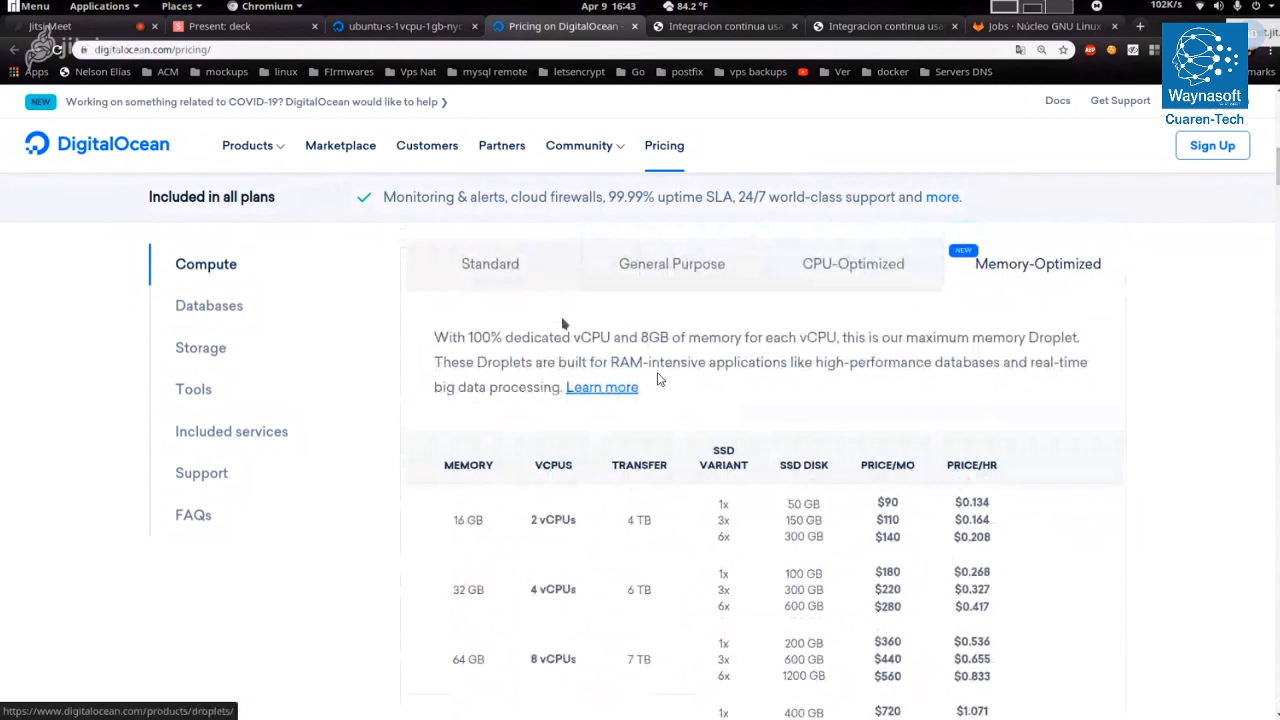 Menu Applications Places Chromium Apr 9 16:43 84.2 °F 102K/s
Jitsi Meet Present: deck ubuntu-s-1vcpu-1gb-nyc Pricing on DigitalOcean Integracion continua usa Integracion continua usa Jobs · Núcleo GNU Linux
digitalocean.com/pricing/
Apps Nelson Elías ACM mockups linux FIrmwares Vps Nat mysql remote letsencrypt Go postfix vps backups Ver docker Servers DNS
Waynasoft
Cuaren-Tech
NEW Working on something related to COVID-19? DigitalOcean would like to help ❯ Docs Get Support
DigitalOcean Products Marketplace Customers Partners Community Pricing Sign Up
Included in all plans Monitoring & alerts, cloud firewalls, 99.99% uptime SLA, 24/7 world-class support and more.
Compute
Databases
Storage
Tools
Included services
Support
FAQs
Standard General Purpose CPU-Optimized NEW Memory-Optimized
With 100% dedicated vCPU and 8GB of memory for each vCPU, this is our maximum memory Droplet.
These Droplets are built for RAM-intensive applications like high-performance databases and real-time
big data processing. Learn more
MEMORY VCPUS TRANSFER SSD VARIANT SSD DISK PRICE/MO PRICE/HR
16 GB 2 vCPUs 4 TB
1x 50 GB $90 $0.134
3x 150 GB $110 $0.164
6x 300 GB $140 $0.208
32 GB 4 vCPUs 6 TB
1x 100 GB $180 $0.268
3x 300 GB $220 $0.327
6x 600 GB $280 $0.417
64 GB 8 vCPUs 7 TB
1x 200 GB $360 $0.536
3x 600 GB $440 $0.655
6x 1200 GB $560 $0.833
1x 400 GB $720 $1.071
https://www.digitalocean.com/products/droplets/